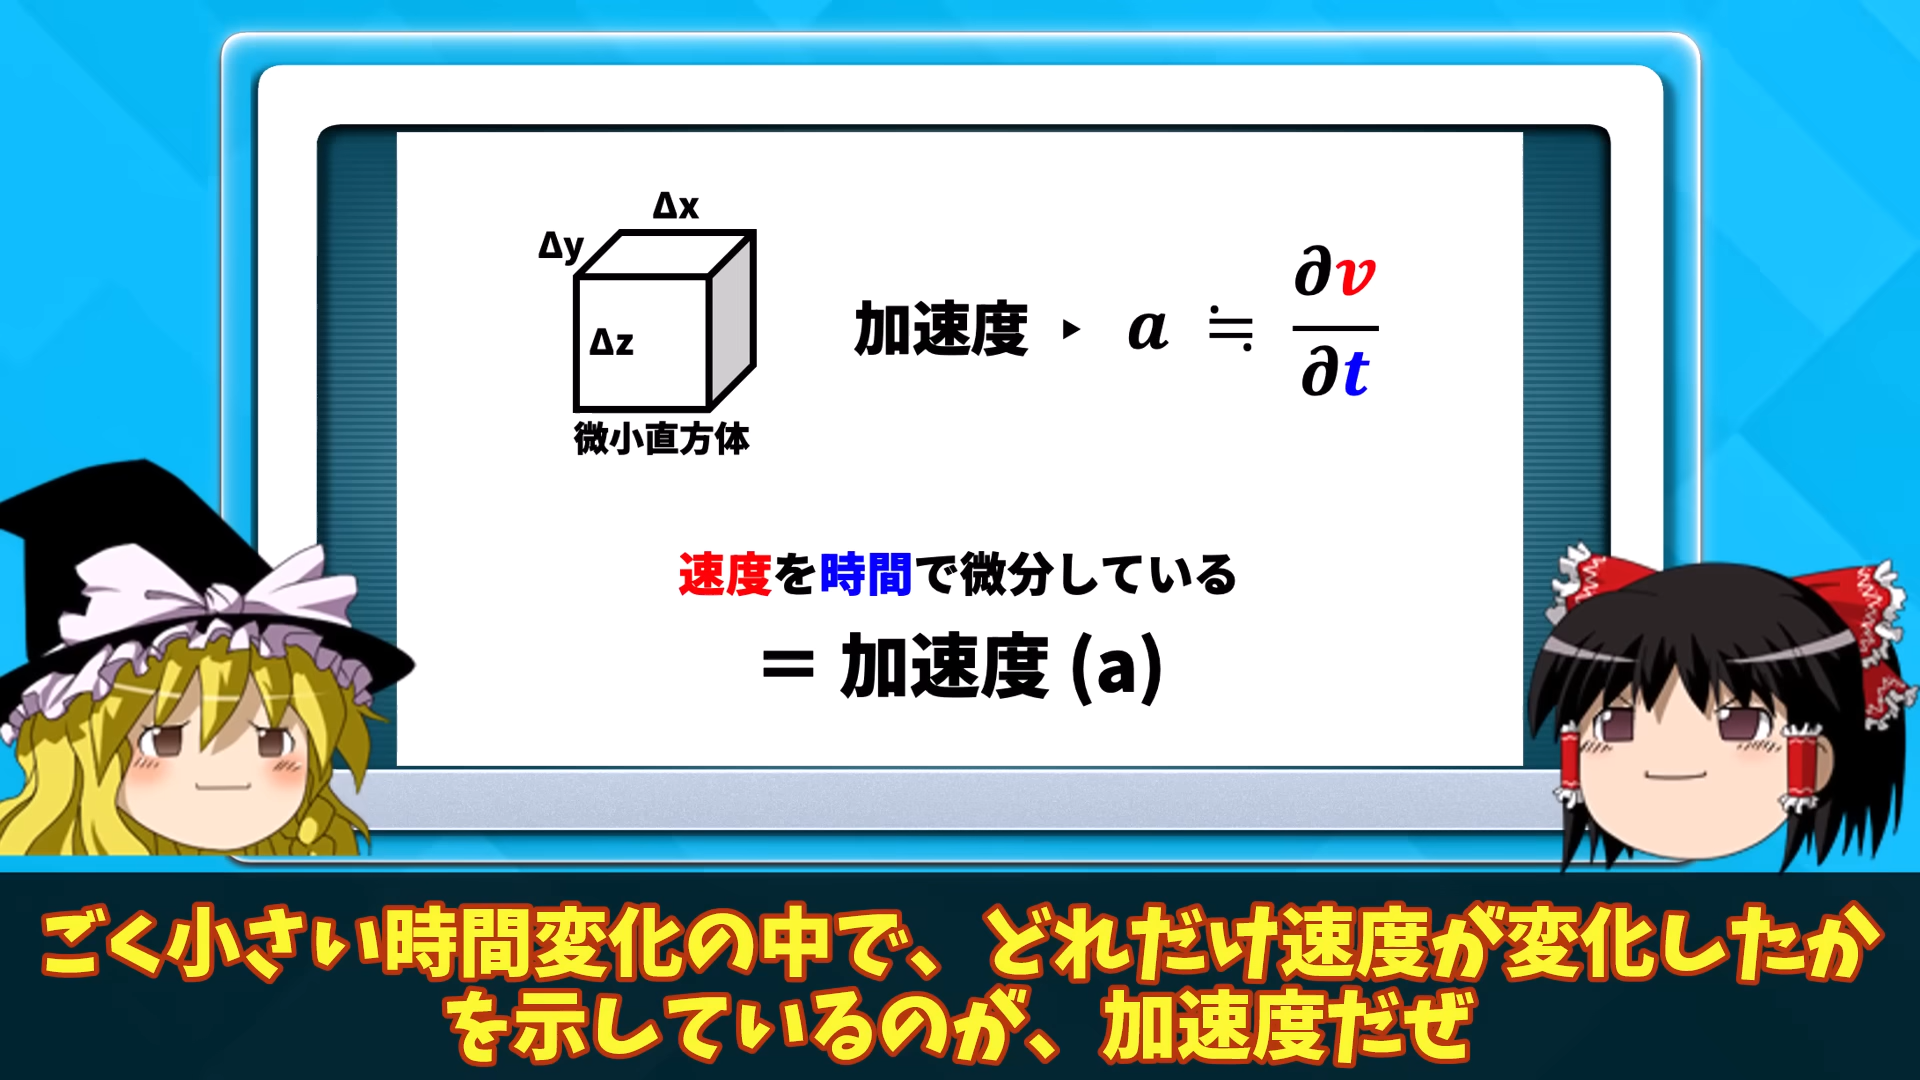 Δx
Δy
Δz
微小直方体
加速度 ▸ a ≒ ∂v/∂t
速度を時間で微分している
= 加速度 (a)
ごく小さい時間変化の中で、どれだけ速度が変化したか
を示しているのが、加速度だぜ